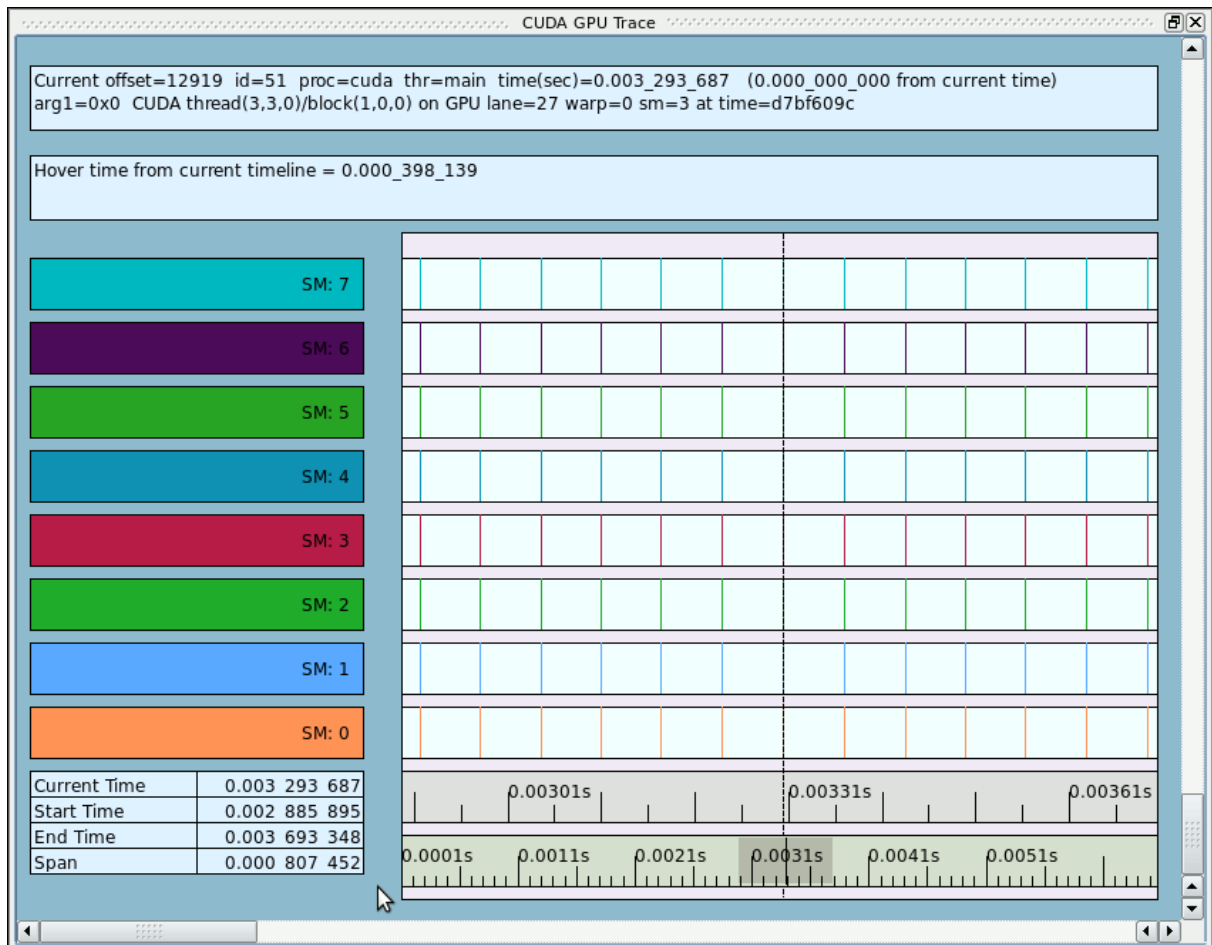 CUDA GPU Trace
Current offset=12919 id=51 proc=cuda thr=main time(sec)=0.003_293_687 (0.000_000_000 from current time)
arg1=0x0 CUDA thread(3,3,0)/block(1,0,0) on GPU lane=27 warp=0 sm=3 at time=d7bf609c
Hover time from current timeline = 0.000_398_139
SM: 7
SM: 6
SM: 5
SM: 4
SM: 3
SM: 2
SM: 1
SM: 0
Current Time 0.003 293 687
Start Time 0.002 885 895
End Time 0.003 693 348
Span 0.000 807 452
0.00301s 0.00331s 0.00361s
0.0001s 0.0011s 0.0021s 0.0031s 0.0041s 0.0051s